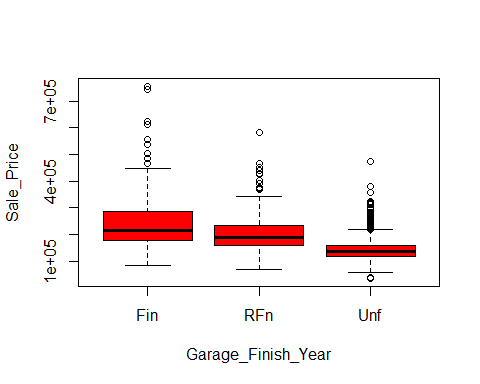 Sale_Price
7e+05
4e+05
1e+05
Fin RFn Unf
Garage_Finish_Year